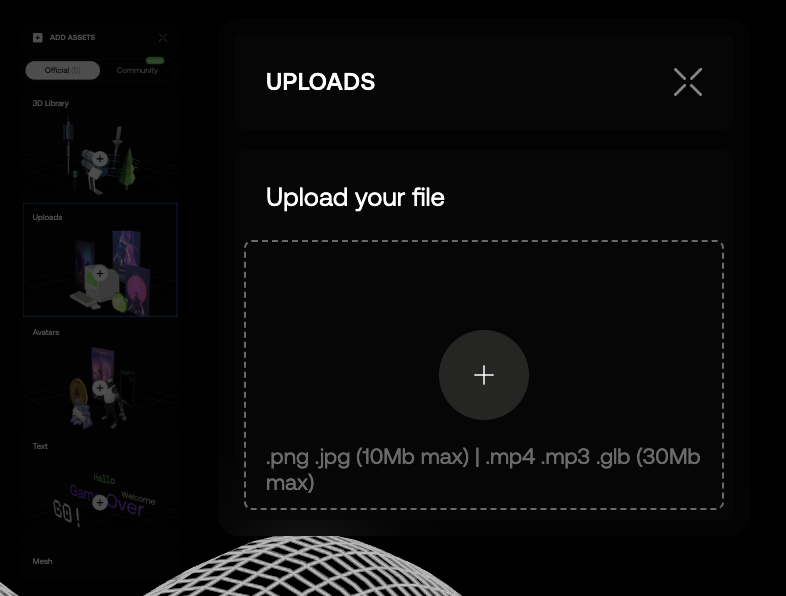 ADD ASSETS
Official (5)
Community
3D Library
Uploads
Avatars
Text
Hello
Welcome
Game Over
GO!
Mesh
UPLOADS
Upload your file
.png .jpg (10Mb max) | .mp4 .mp3 .glb (30Mb
max)